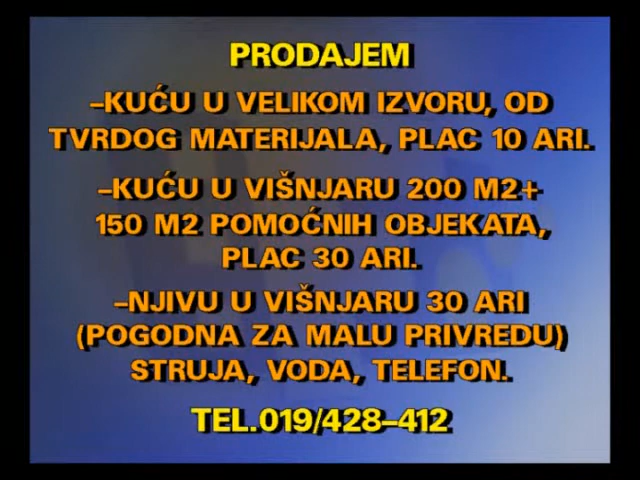 PRODAJEM
-KUĆU U VELIKOM IZVORU, OD
TVRDOG MATERIJALA, PLAC 10 ARI.
-KUĆU U VIŠNJARU 200 M2+
150 M2 POMOĆNIH OBJEKATA,
PLAC 30 ARI.
-NJIVU U VIŠNJARU 30 ARI
(POGODNA ZA MALU PRIVREDU)
STRUJA, VODA, TELEFON.
TEL.019/428-412